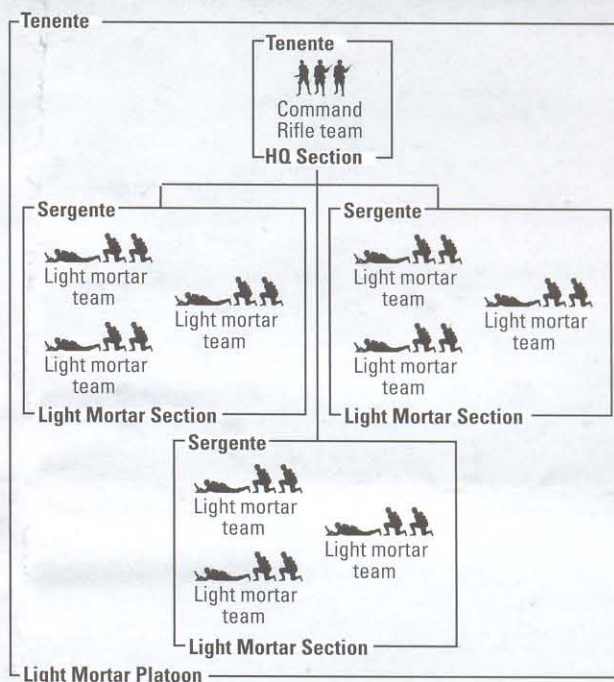 Tenente
Tenente
Command
Rifle team
HQ Section
Sergente
Light mortar
team
Light mortar
team
Light mortar
team
Light Mortar Section
Sergente
Light mortar
team
Light mortar
team
Light mortar
team
Light Mortar Section
Sergente
Light mortar
team
Light mortar
team
Light mortar
team
Light Mortar Section
Light Mortar Platoon